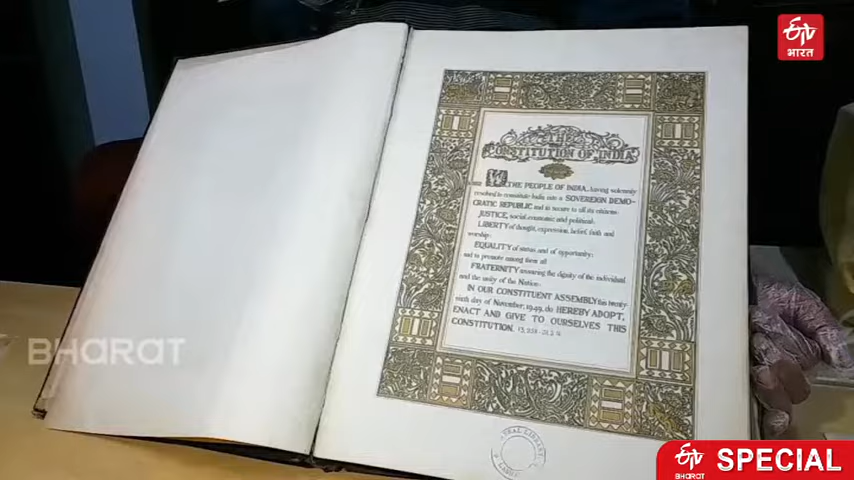 भारत
THE
CONSTITUTION OF INDIA
WE, THE PEOPLE OF INDIA, having solemnly
resolved to constitute India into a SOVEREIGN DEMO-
CRATIC REPUBLIC and to secure to all its citizens:
JUSTICE, social, economic and political;
LIBERTY of thought, expression, belief, faith and
worship;
EQUALITY of status and of opportunity;
and to promote among them all
FRATERNITY assuring the dignity of the individual
and the unity of the Nation;
IN OUR CONSTITUENT ASSEMBLY this twenty
sixth day of November, 1949, do HEREBY ADOPT,
ENACT AND GIVE TO OURSELVES THIS
CONSTITUTION.
BHARAT
BHARAT
SPECIAL